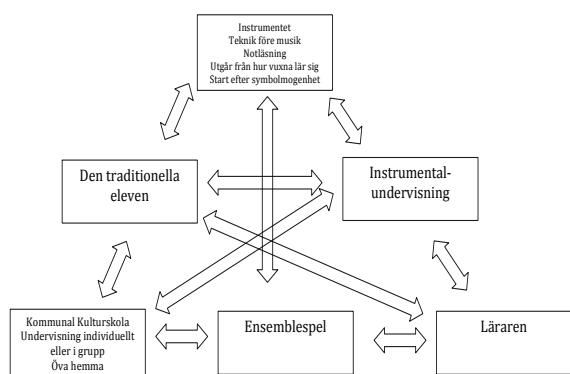 Instrumentet
Teknik före musik
Notläsning
Utgår från hur vuxna lär sig
Start efter symbolmogenhet
Den traditionella
eleven
Instrumental-
undervisning
Kommunal Kulturskola
Undervisning individuellt
eller i grupp
Öva hemma
Ensemblespel
Läraren